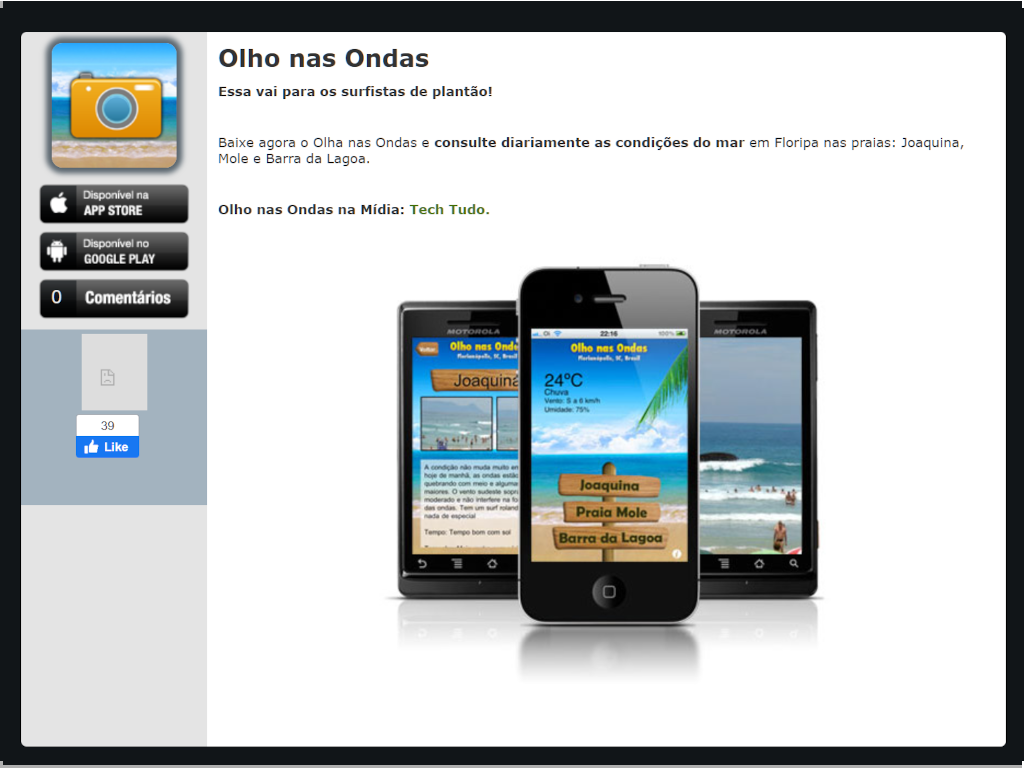 Olho nas Ondas
Essa vai para os surfistas de plantão!
Baixe agora o Olha nas Ondas e consulte diariamente as condições do mar em Floripa nas praias: Joaquina,
Mole e Barra da Lagoa.
Olho nas Ondas na Mídia: Tech Tudo.
Disponível na
APP STORE
Disponível no
GOOGLE PLAY
0 Comentários
39
Like
MOTOROLA
Voltar
Olho nas Ond
Florianópolis, SC, Brasil
Joaquina
A condição não muda muito em
hoje de manhã, as ondas estão
quebrando com meio e alguma
maiores. O vento sudeste sopra
moderado e não interfere na fo
das ondas. Tem um surf roland
nada de especial
Tempo: Tempo bom com sol
Oi
22:16
100%
Olho nas Ondas
Florianópolis, SC, Brasil
24ºC
Chuva
Vento: S a 6 km/h
Umidade: 75%
Joaquina
Praia Mole
Barra da Lagoa
MOTOROLA